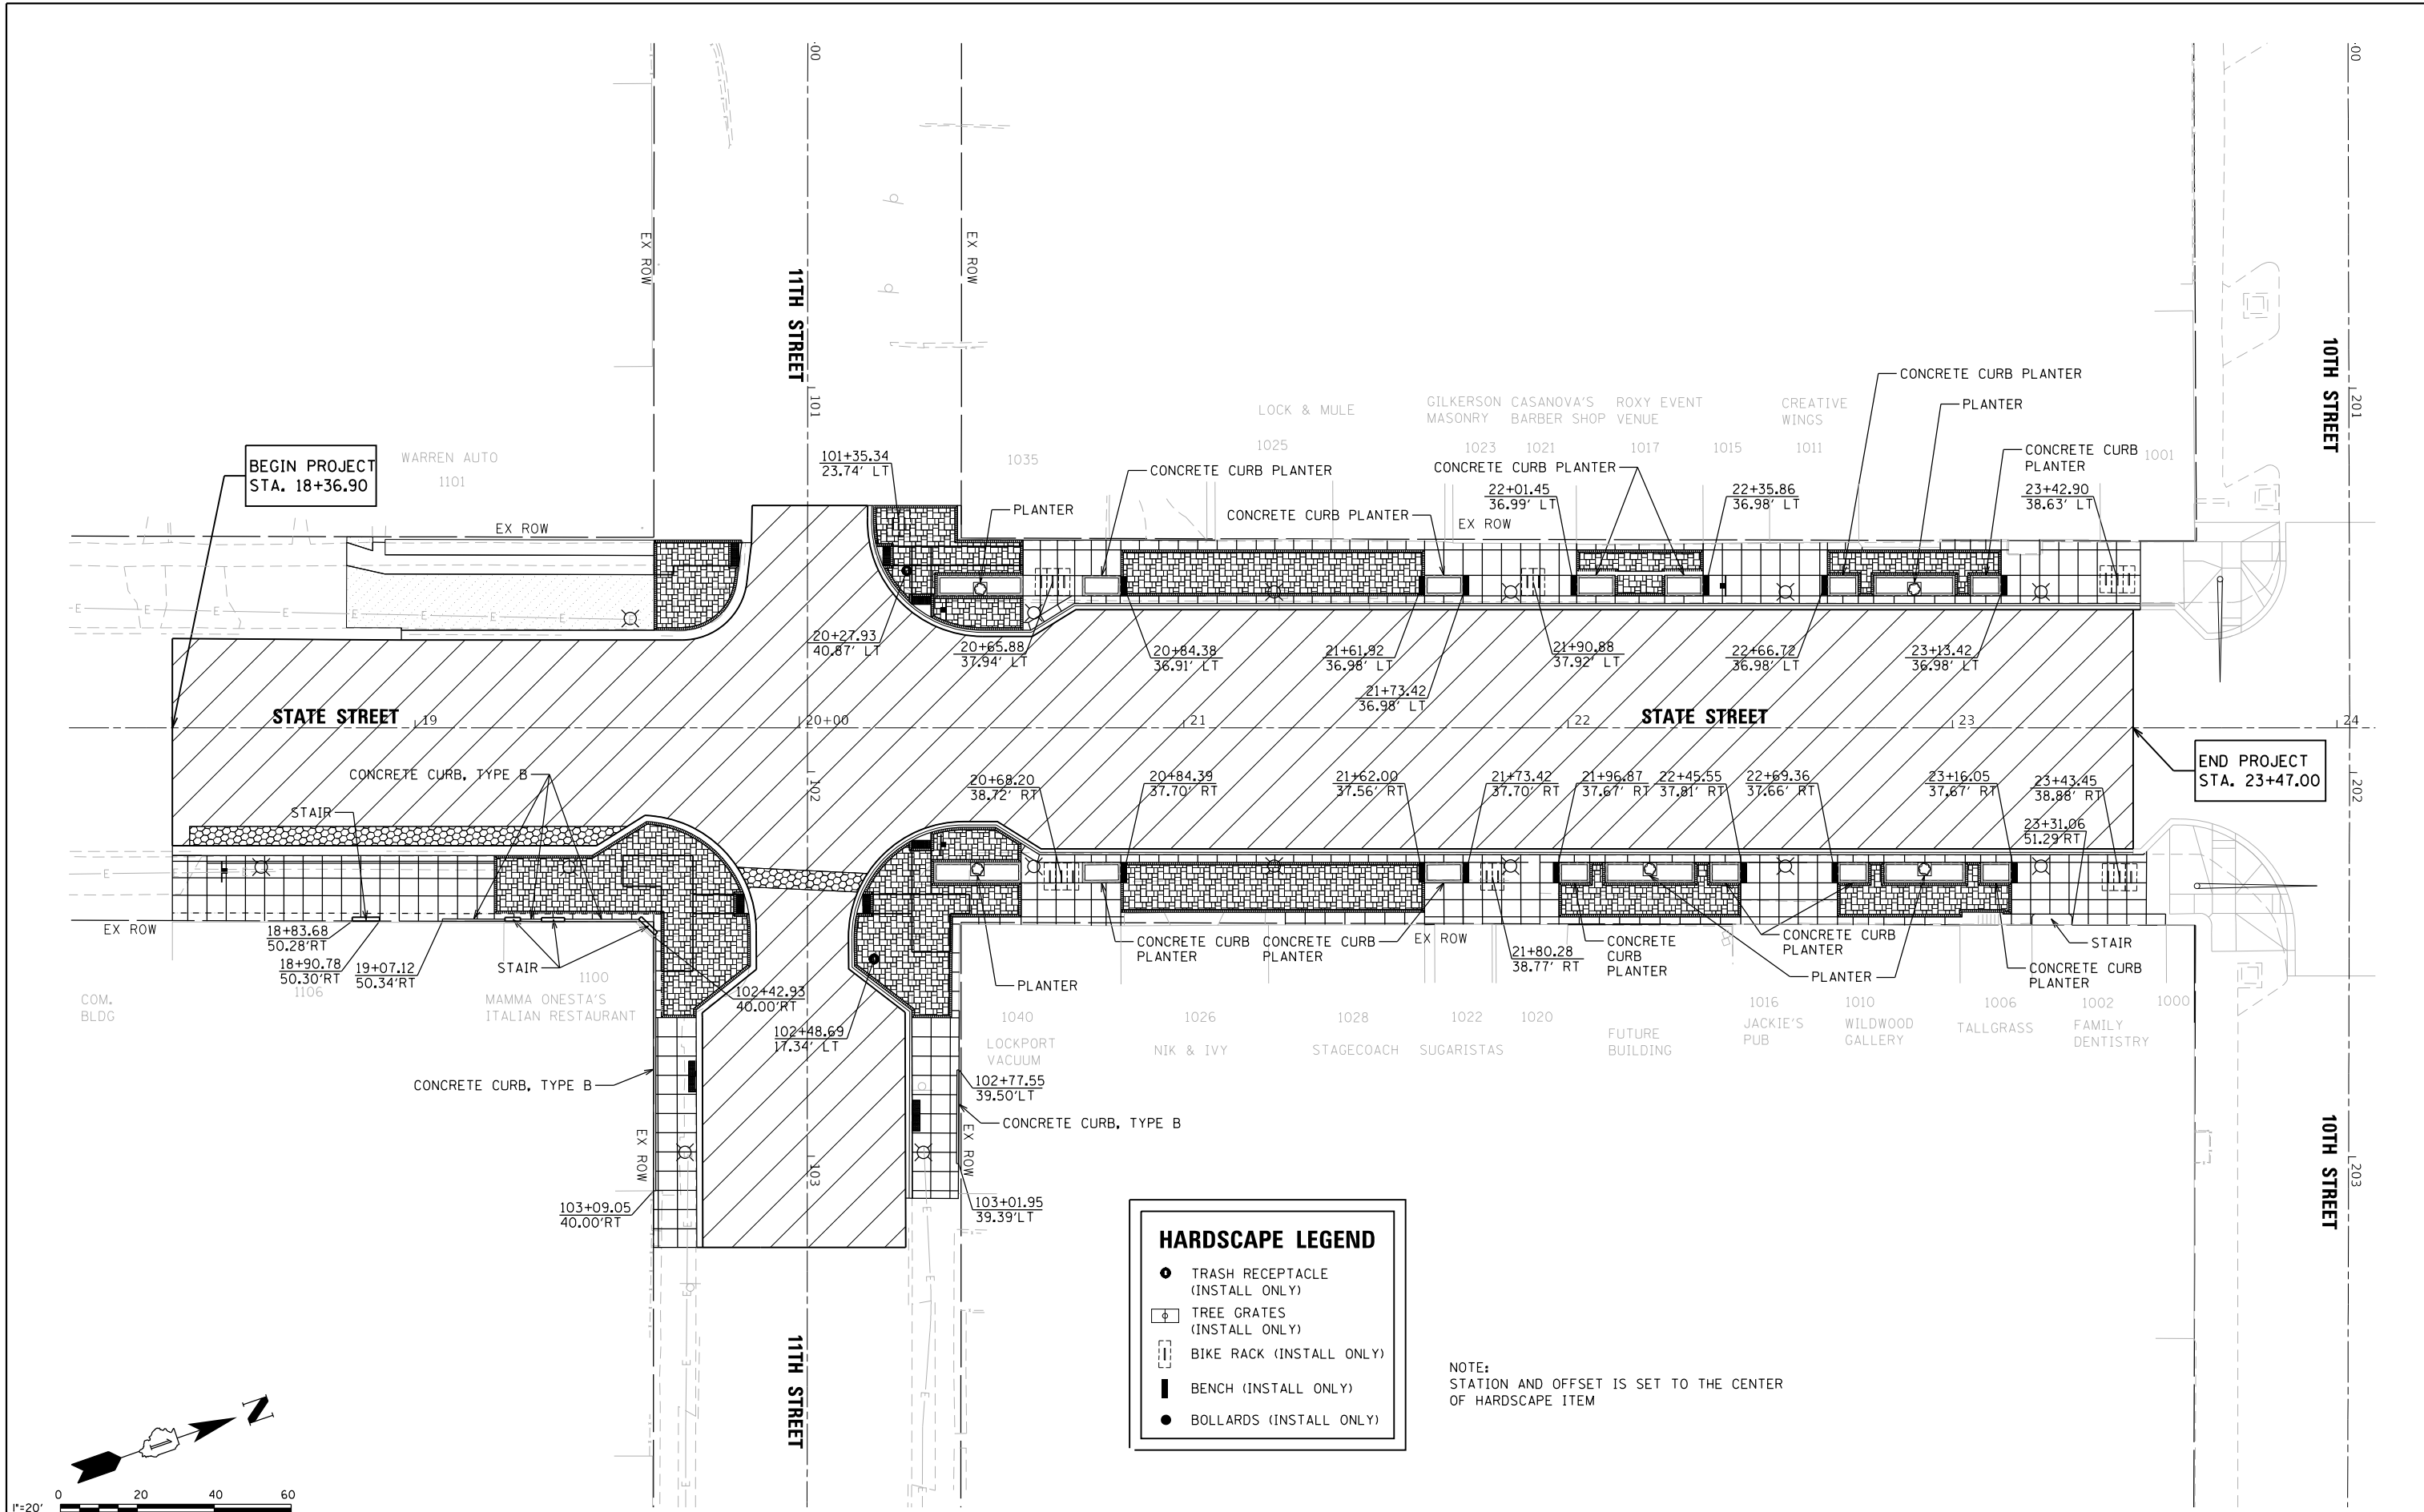 00
00
EX ROW
EX ROW
11TH STREET
101
10TH STREET
201
CONCRETE CURB PLANTER
PLANTER
LOCK & MULE
1025
GILKERSON
MASONRY
1023
CASANOVA'S
BARBER SHOP
1021
ROXY EVENT
VENUE
1017
1015
CREATIVE
WINGS
1011
CONCRETE CURB
PLANTER
1001
BEGIN PROJECT
STA. 18+36.90
WARREN AUTO
1101
101+35.34
23.74' LT
1035
CONCRETE CURB PLANTER
CONCRETE CURB PLANTER
22+01.45
36.99' LT
22+35.86
36.98' LT
23+42.90
38.63' LT
PLANTER
CONCRETE CURB PLANTER
EX ROW
EX ROW
E
E
E
E
E
E
E
20+27.93
40.87' LT
20+65.88
37.94' LT
20+84.38
36.91' LT
21+61.92
36.98' LT
21+73.42
36.98' LT
21+90.88
37.92' LT
22+66.72
36.98' LT
23+13.42
36.98' LT
STATE STREET
19
20+00
21
22
STATE STREET
23
24
END PROJECT
STA. 23+47.00
102
202
CONCRETE CURB, TYPE B
STAIR
20+68.20
38.72' RT
20+84.39
37.70' RT
21+62.00
37.56' RT
21+73.42
37.70' RT
21+96.87
37.67' RT
22+45.55
37.81' RT
22+69.36
37.66' RT
23+16.05
37.67' RT
23+43.45
38.88' RT
23+31.06
51.29'RT
E
EX ROW
18+83.68
50.28'RT
18+90.78
50.30'RT
19+07.12
50.34'RT
STAIR
1106
1100
COM.
BLDG
MAMMA ONESTA'S
ITALIAN RESTAURANT
102+42.93
40.00'RT
102+48.69
17.34' LT
PLANTER
CONCRETE CURB
PLANTER
CONCRETE CURB
PLANTER
EX ROW
21+80.28
38.77' RT
CONCRETE
CURB
PLANTER
CONCRETE CURB
PLANTER
PLANTER
STAIR
CONCRETE CURB
PLANTER
1040
LOCKPORT
VACUUM
1026
NIK & IVY
1028
STAGECOACH
1022
SUGARISTAS
1020
FUTURE
BUILDING
1016
JACKIE'S
PUB
1010
WILDWOOD
GALLERY
1006
TALLGRASS
1002
FAMILY
DENTISTRY
1000
CONCRETE CURB, TYPE B
102+77.55
39.50'LT
CONCRETE CURB, TYPE B
EX ROW
EX ROW
103
10TH STREET
203
103+09.05
40.00'RT
103+01.95
39.39'LT
E
E
E
E
E
E
E
E
11TH STREET
HARDSCAPE LEGEND
TRASH RECEPTACLE
(INSTALL ONLY)
TREE GRATES
(INSTALL ONLY)
BIKE RACK (INSTALL ONLY)
BENCH (INSTALL ONLY)
BOLLARDS (INSTALL ONLY)
NOTE:
STATION AND OFFSET IS SET TO THE CENTER
OF HARDSCAPE ITEM
N
0 20 40 60
1"=20'